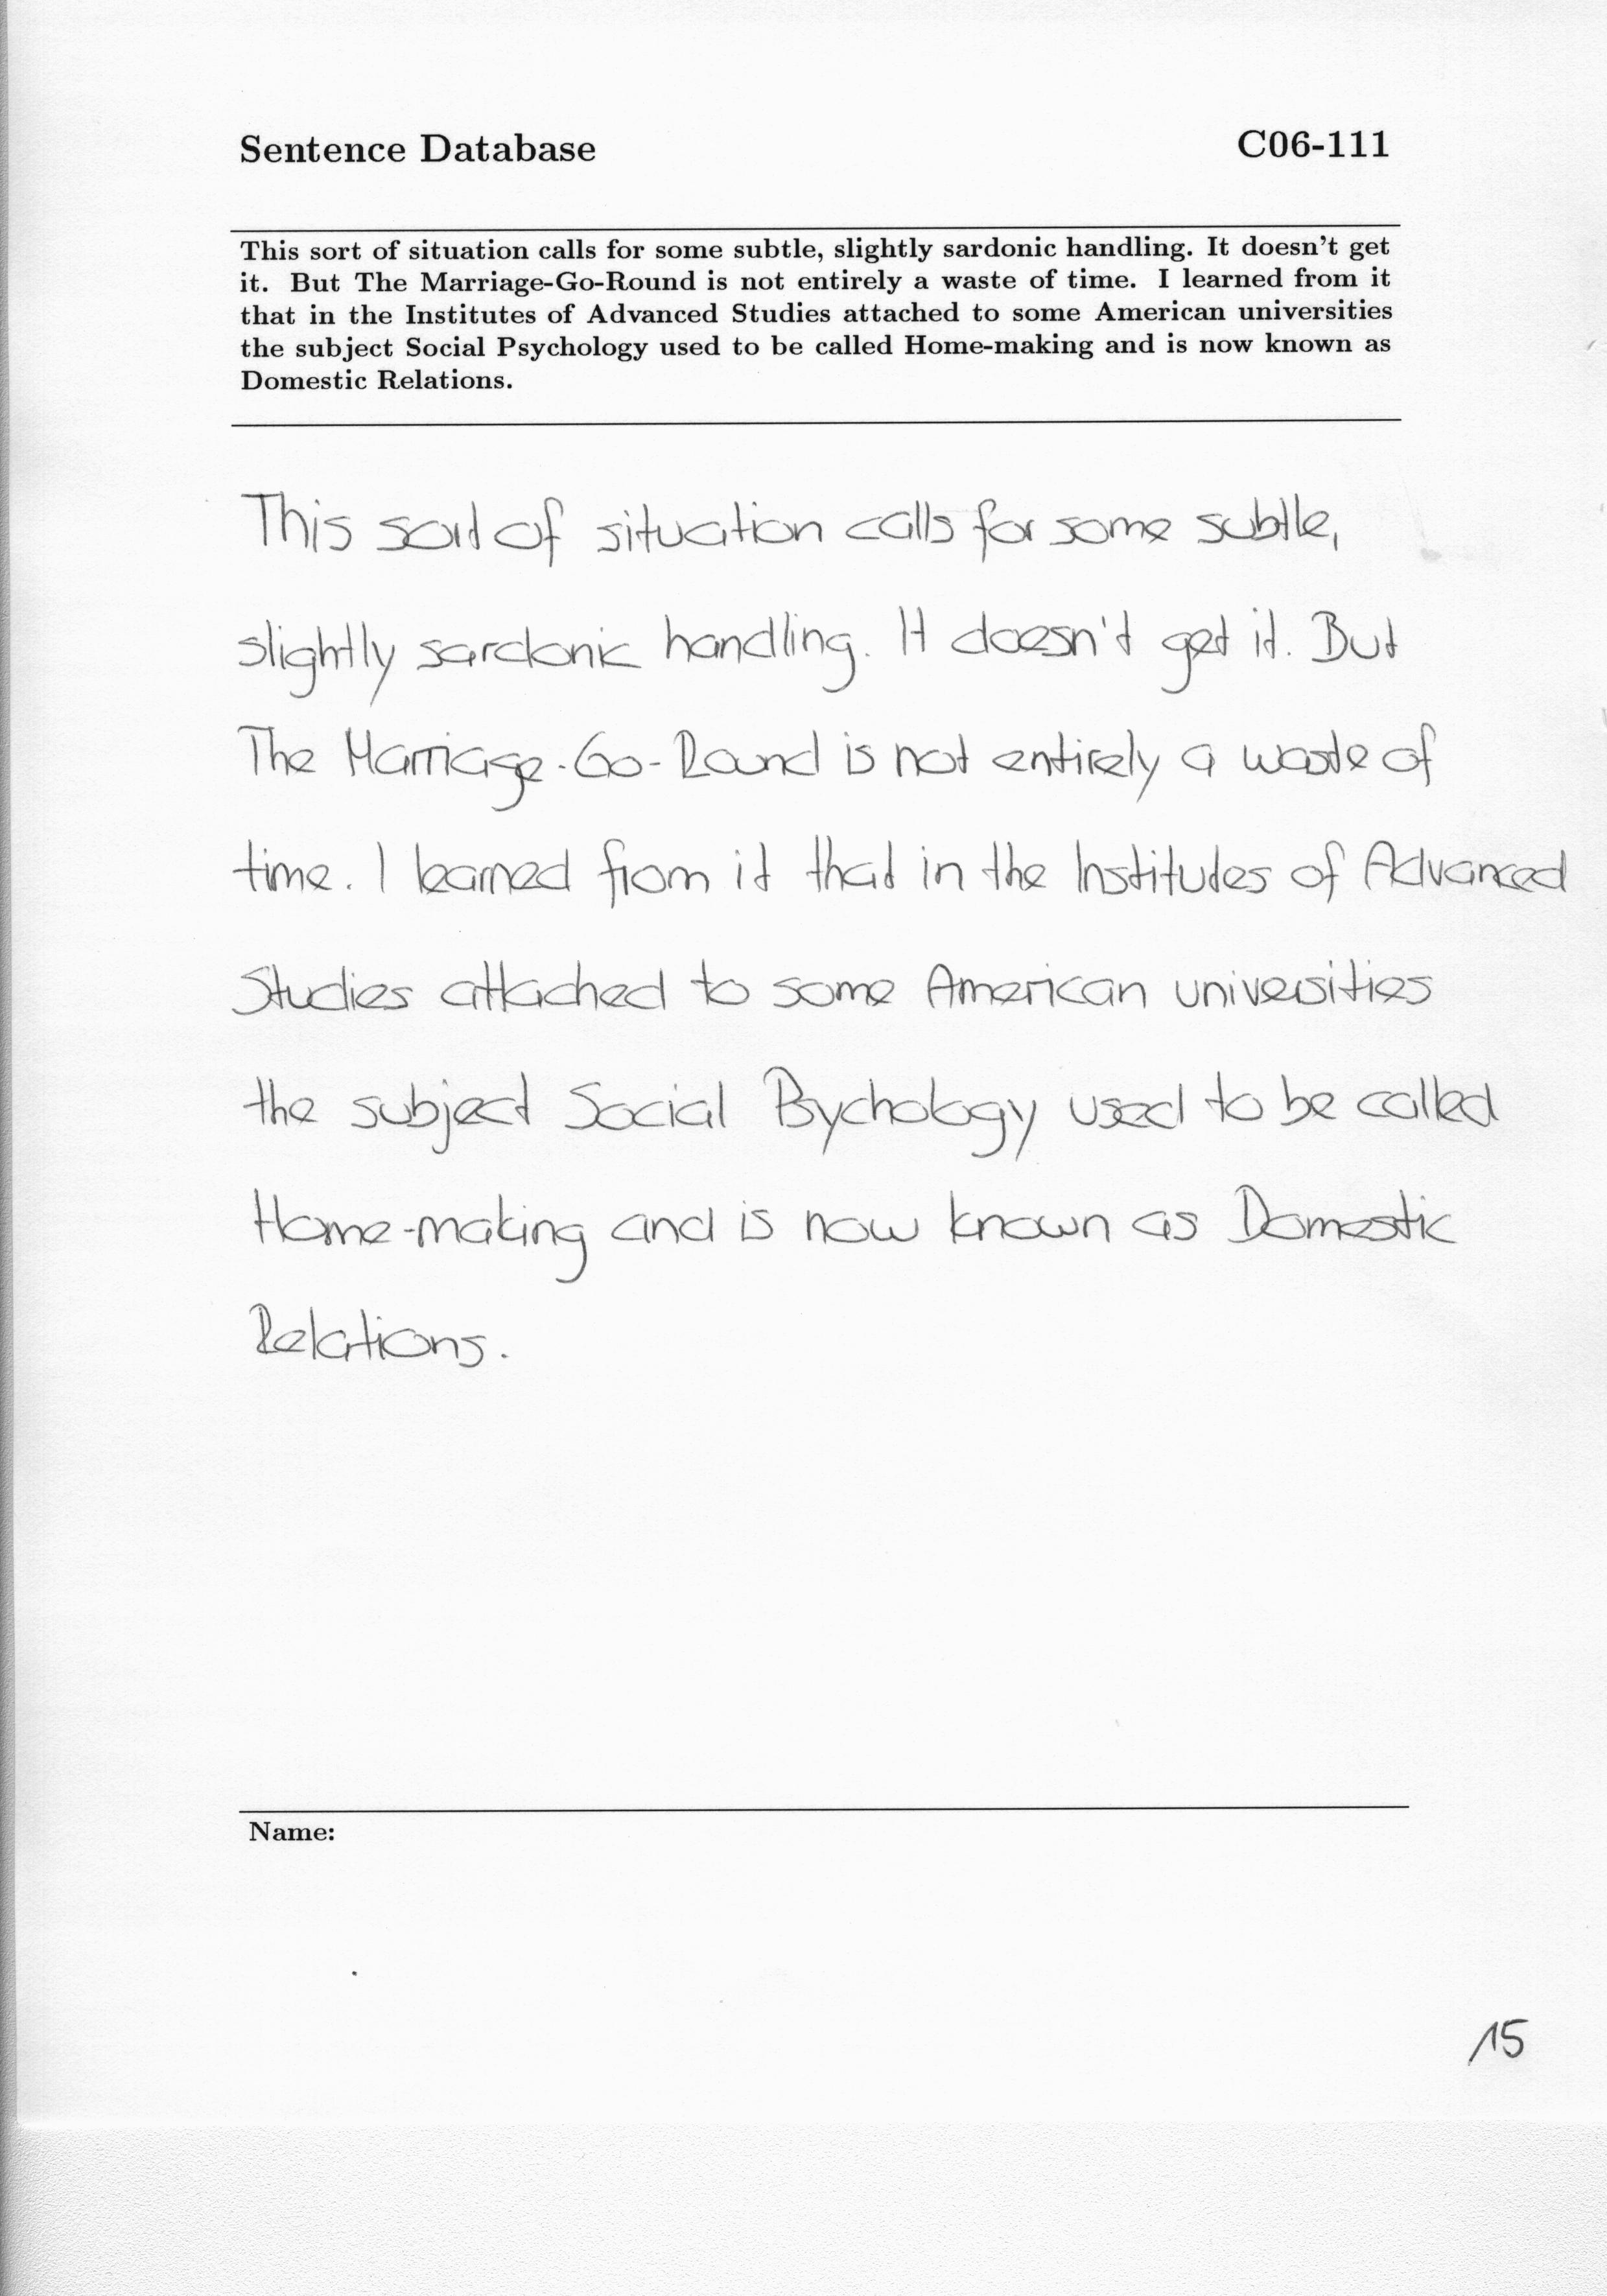 Sentence Database C06-111
This sort of situation calls for some subtle, slightly sardonic handling. It doesn't get
it. But The Marriage-Go-Round is not entirely a waste of time. I learned from it
that in the Institutes of Advanced Studies attached to some American universities
the subject Social Psychology used to be called Home-making and is now known as
Domestic Relations.
This sort of situation calls for some subtle,
slightly sardonic handling. It doesn't get it. But
The Marriage-Go-Round is not entirely a waste of
time. I learned from it that in the Institutes of Advanced
Studies attached to some American universities
the subject Social Psychology used to be called
Home-making and is now known as Domestic
Relations.
Name:
15